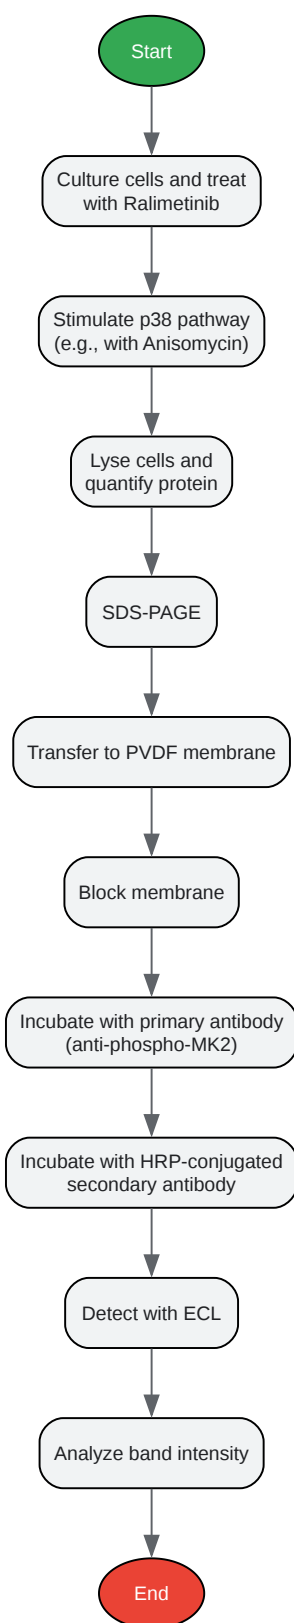 Start
Culture cells and treat
with Ralimetinib
Stimulate p38 pathway
(e.g., with Anisomycin)
Lyse cells and
quantify protein
SDS-PAGE
Transfer to PVDF membrane
Block membrane
Incubate with primary antibody
(anti-phospho-MK2)
Incubate with HRP-conjugated
secondary antibody
Detect with ECL
Analyze band intensity
End